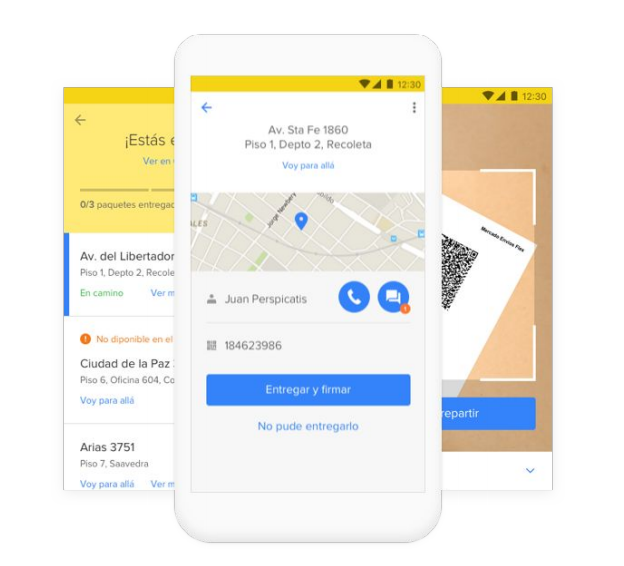 12:30
¡Estás e
Ver en
0/3 paquetes entregad
Av. del Libertador
Piso 1, Depto 2, Recole
En camino Ver m
No diponible en el
Ciudad de la Paz
Piso 6, Oficina 604, Co
Voy para allá
Arias 3751
Piso 7, Saavedra
Voy para allá Ver m
Av. Sta Fe 1860
Piso 1, Depto 2, Recoleta
Voy para allá
ALES
Jorge Newbery
Juan Perspicatis
184623986
Entregar y firmar
No pude entregarlo
12:30
Mercado Envios Flex
repartir